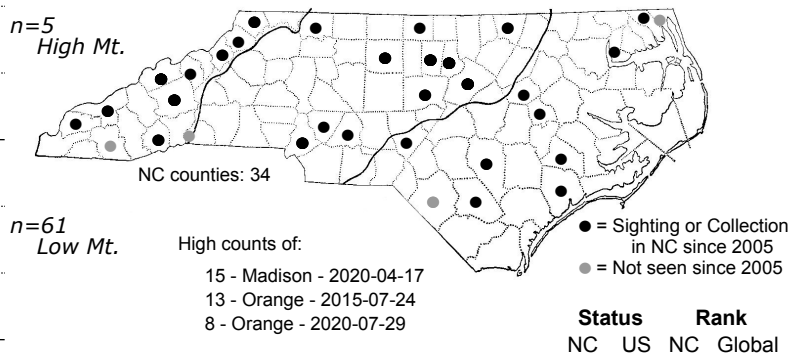 n=5
High Mt.
NC counties: 34
n=61
Low Mt.
High counts of:
15 - Madison - 2020-04-17
13 - Orange - 2015-07-24
8 - Orange - 2020-07-29
● = Sighting or Collection
in NC since 2005
● = Not seen since 2005
Status Rank
NC US NC Global